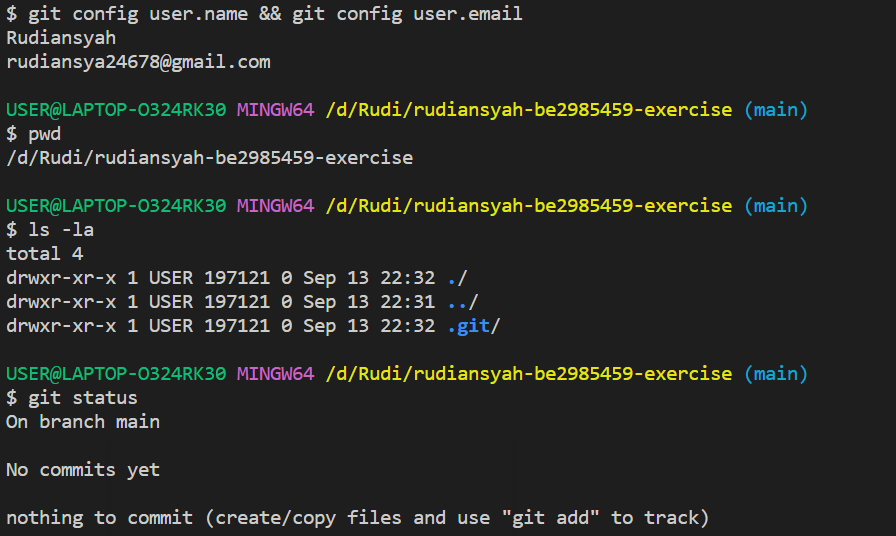 $ git config user.name && git config user.email
Rudiansyah
rudiansya24678@gmail.com
USER@LAPTOP-O324RK30 MINGW64 /d/Rudi/rudiansyah-be2985459-exercise (main)
$ pwd
/d/Rudi/rudiansyah-be2985459-exercise
USER@LAPTOP-O324RK30 MINGW64 /d/Rudi/rudiansyah-be2985459-exercise (main)
$ ls -la
total 4
drwxr-xr-x 1 USER 197121 0 Sep 13 22:32 ./
drwxr-xr-x 1 USER 197121 0 Sep 13 22:31 ../
drwxr-xr-x 1 USER 197121 0 Sep 13 22:32 .git/
USER@LAPTOP-O324RK30 MINGW64 /d/Rudi/rudiansyah-be2985459-exercise (main)
$ git status
On branch main
No commits yet
nothing to commit (create/copy files and use "git add" to track)